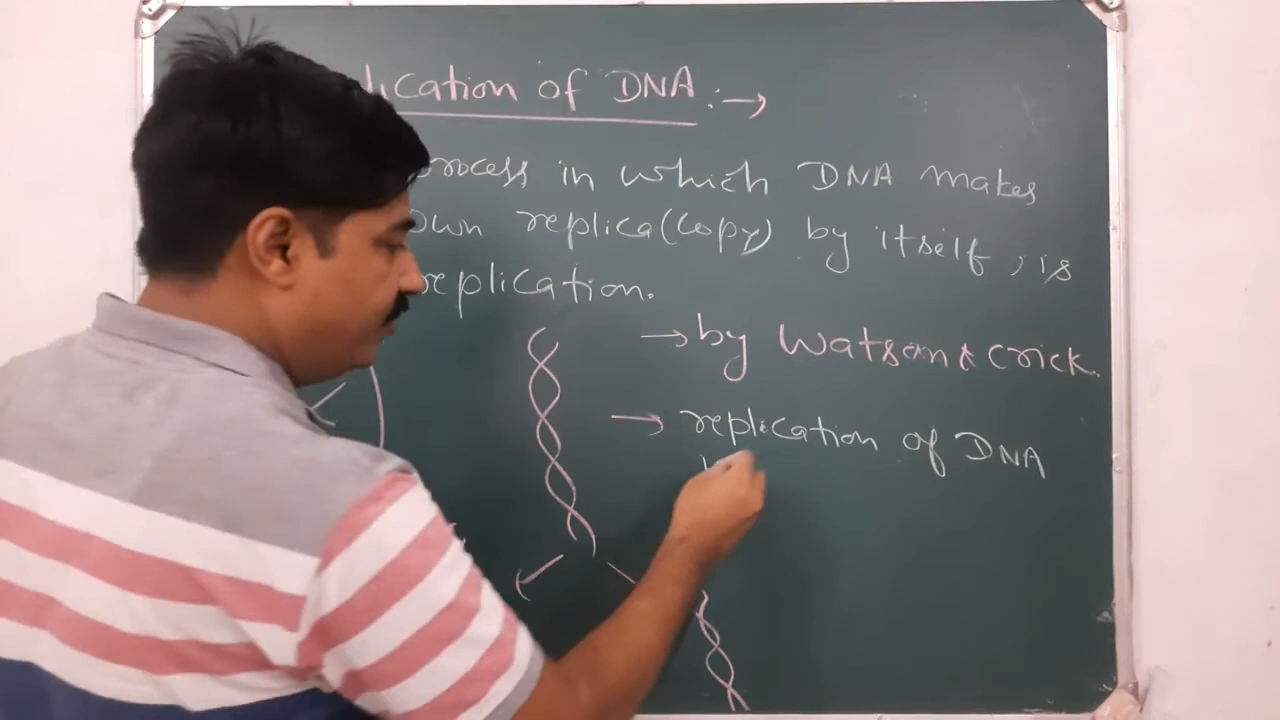 lication of DNA :→
rocess in which DNA makes
own replica(copy) by itself, is
replication.
→ by Watson & Crick.
→ replication of DNA